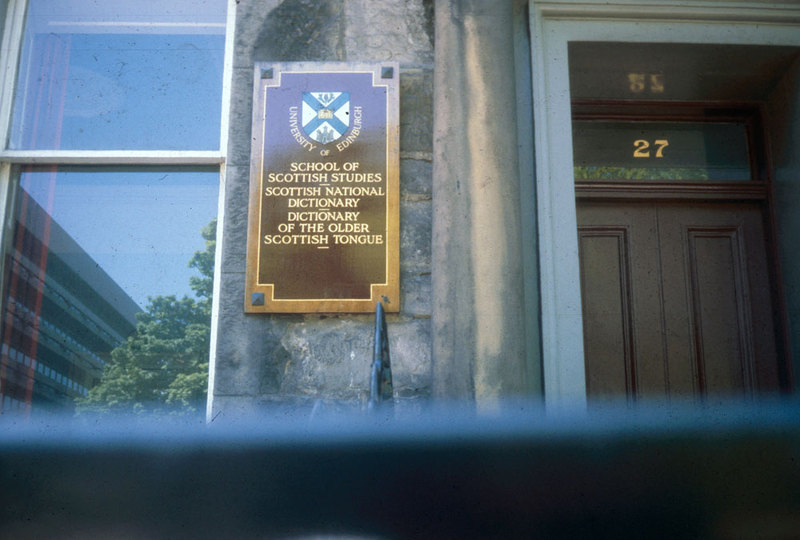 UNIVERSITY OF EDINBURGH
SCHOOL OF
SCOTTISH STUDIES
SCOTTISH NATIONAL
DICTIONARY
DICTIONARY
OF THE OLDER
SCOTTISH TONGUE
27